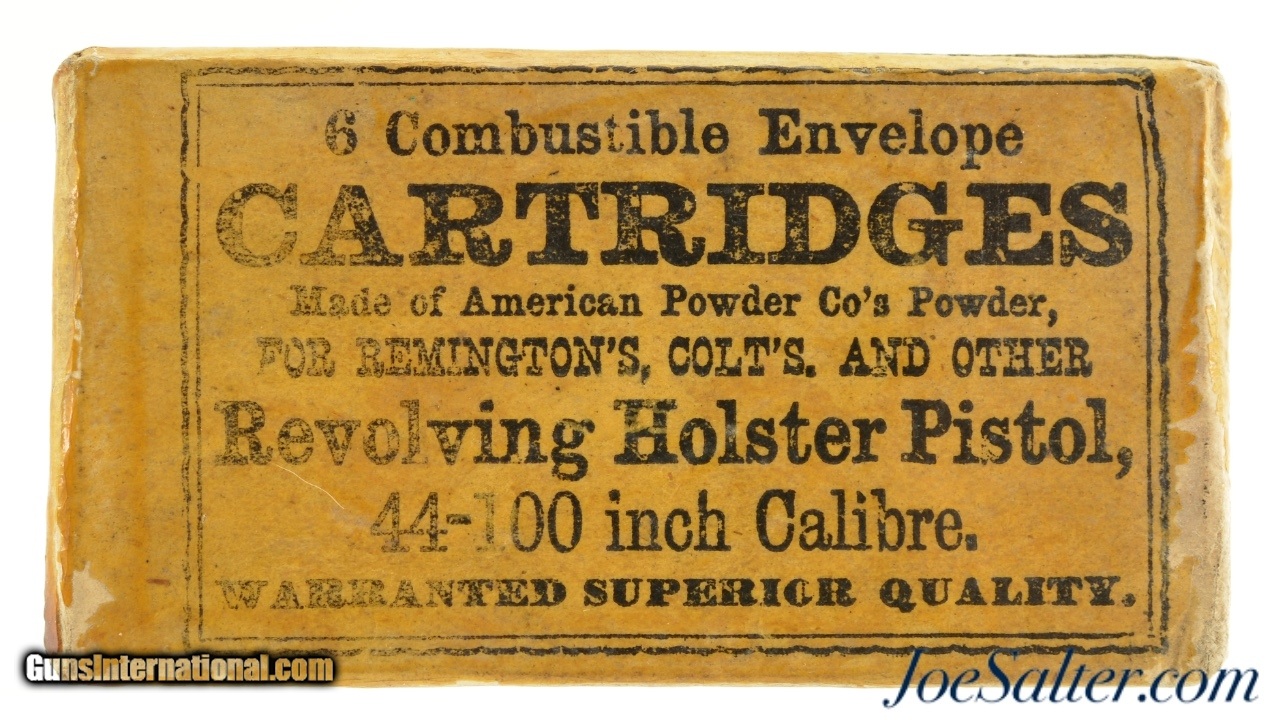 6 Combustible Envelope
CARTRIDGES
Made of American Powder Co's Powder,
FOR REMINGTON'S, COLT'S. AND OTHER
Revolving Holster Pistol,
44-100 inch Calibre.
WARRANTED SUPERIOR QUALITY.
GunsInternational.com
JoeSalter.com